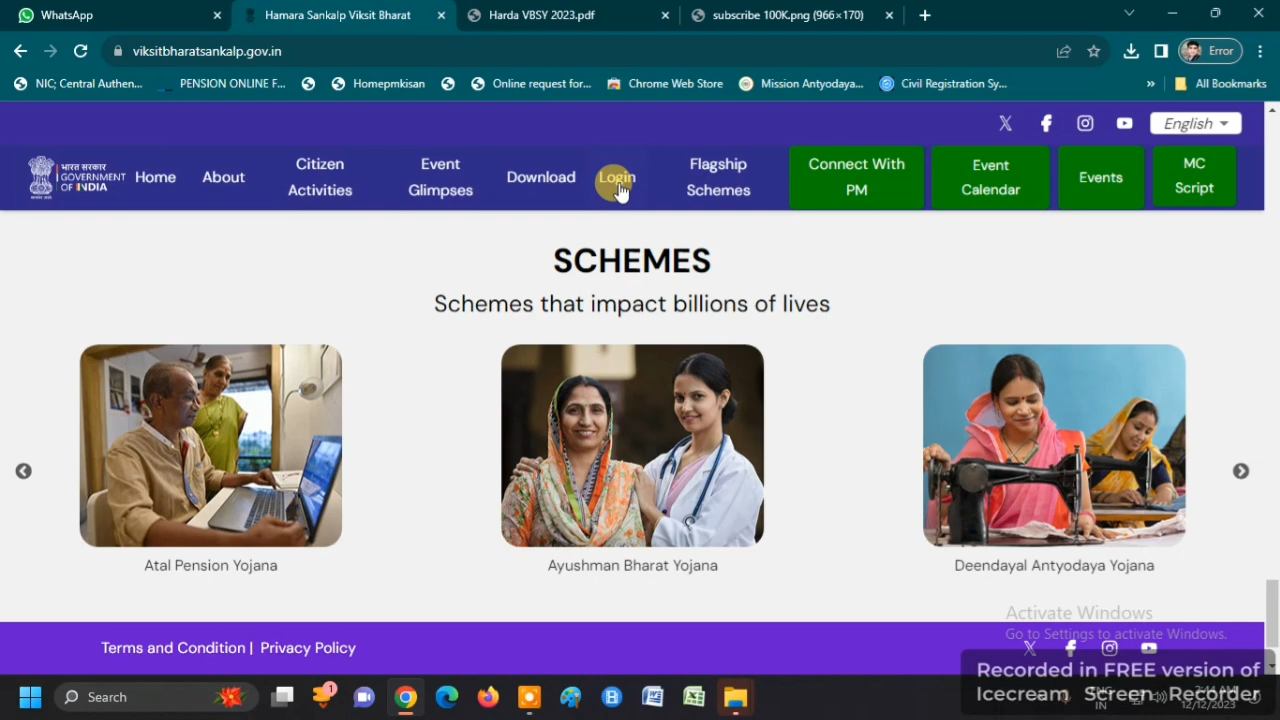 WhatsApp
Hamara Sankalp Viksit Bharat
Harda VBSY 2023.pdf
subscribe 100K.png (966×170)
viksitbharatsankalp.gov.in
Error
NIC; Central Authen...
PENSION ONLINE F...
Homepmkisan
Online request for...
Chrome Web Store
Mission Antyodaya...
Civil Registration Sy...
»
All Bookmarks
English
भारत सरकार
GOVERNMENT
OF INDIA
Home
About
Citizen
Activities
Event
Glimpses
Download
Login
Flagship
Schemes
Connect With
PM
Event
Calendar
Events
MC
Script
SCHEMES
Schemes that impact billions of lives
Atal Pension Yojana
Ayushman Bharat Yojana
Deendayal Antyodaya Yojana
Activate Windows
Go to Settings to activate Windows.
Terms and Condition |
Privacy Policy
Recorded in FREE version of
Icecream Screen Recorder
Search
1
ENG
IN
12/12/2023